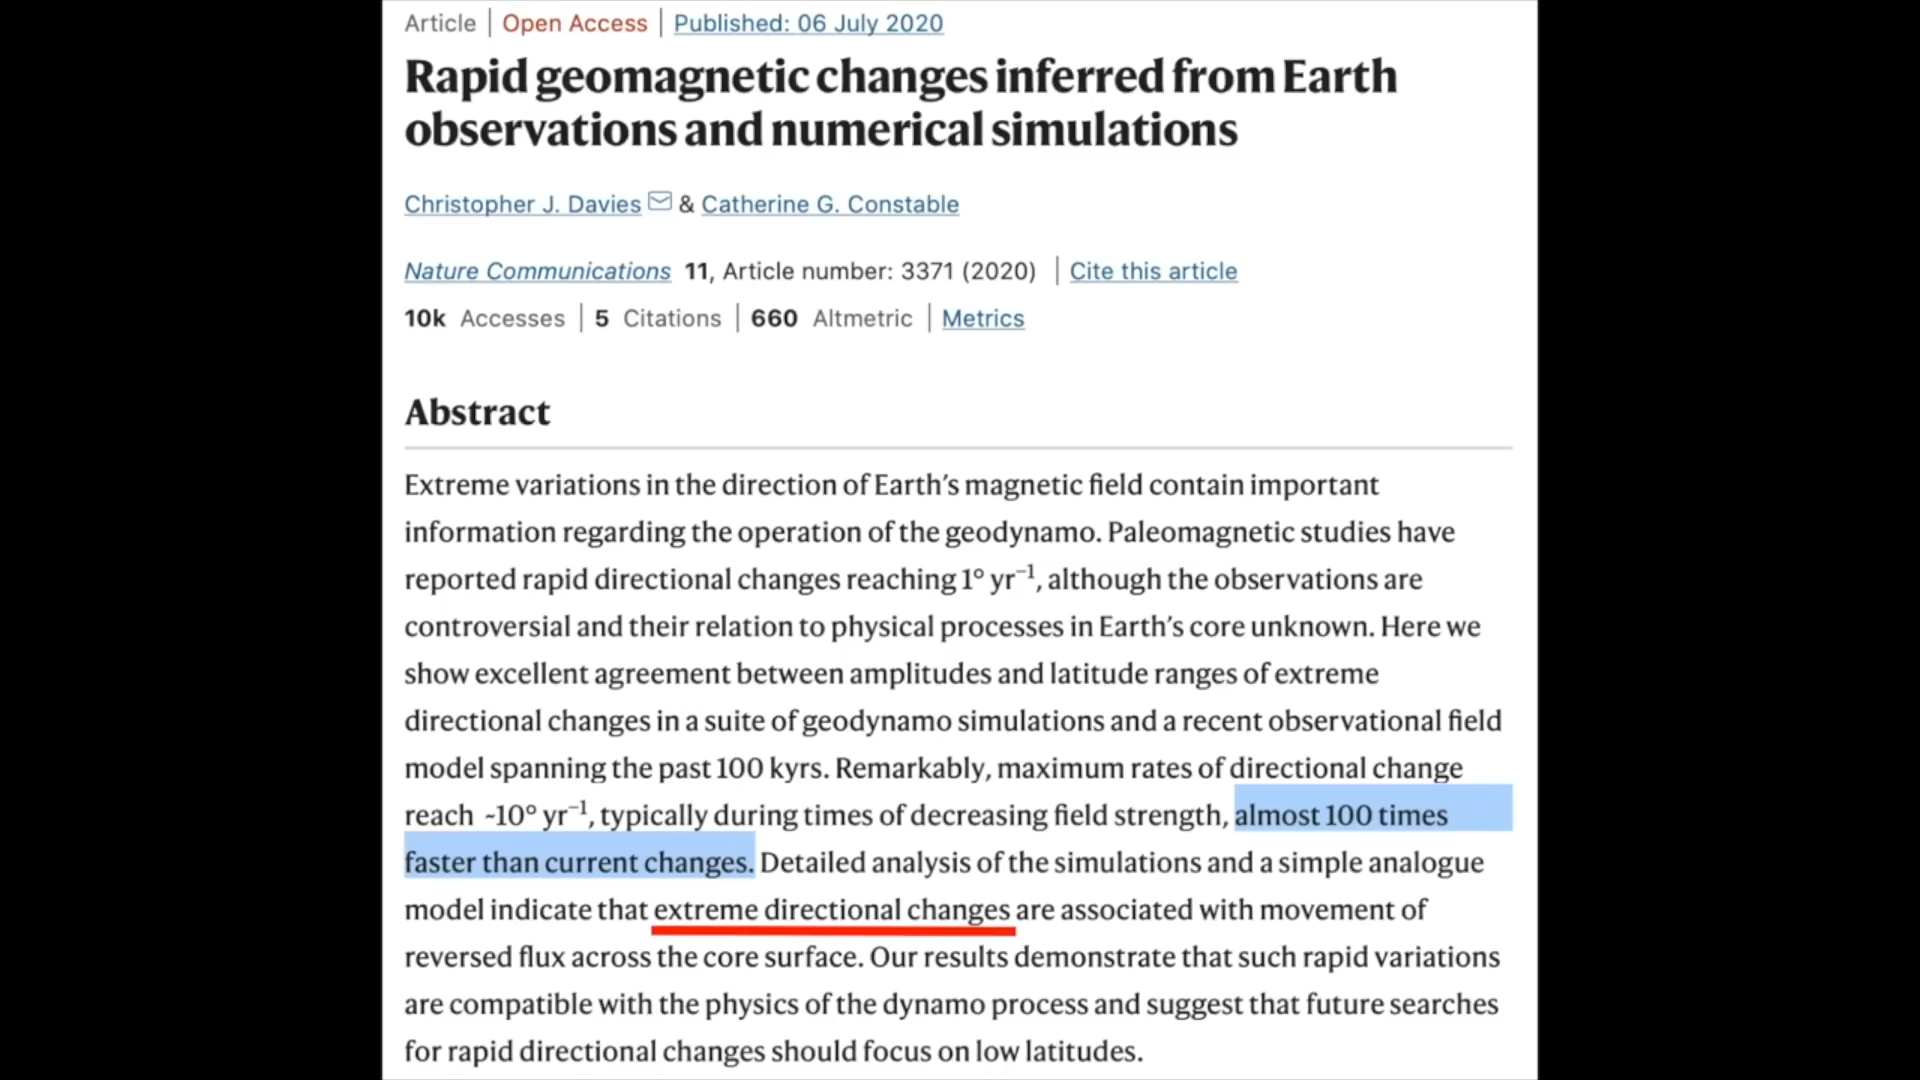 Article | Open Access | Published: 06 July 2020
Rapid geomagnetic changes inferred from Earth
observations and numerical simulations
Christopher J. Davies & Catherine G. Constable
Nature Communications 11, Article number: 3371 (2020) | Cite this article
10k Accesses | 5 Citations | 660 Altmetric | Metrics
Abstract
Extreme variations in the direction of Earth's magnetic field contain important
information regarding the operation of the geodynamo. Paleomagnetic studies have
reported rapid directional changes reaching 1° yr⁻¹, although the observations are
controversial and their relation to physical processes in Earth's core unknown. Here we
show excellent agreement between amplitudes and latitude ranges of extreme
directional changes in a suite of geodynamo simulations and a recent observational field
model spanning the past 100 kyrs. Remarkably, maximum rates of directional change
reach ~10° yr⁻¹, typically during times of decreasing field strength, almost 100 times
faster than current changes. Detailed analysis of the simulations and a simple analogue
model indicate that extreme directional changes are associated with movement of
reversed flux across the core surface. Our results demonstrate that such rapid variations
are compatible with the physics of the dynamo process and suggest that future searches
for rapid directional changes should focus on low latitudes.